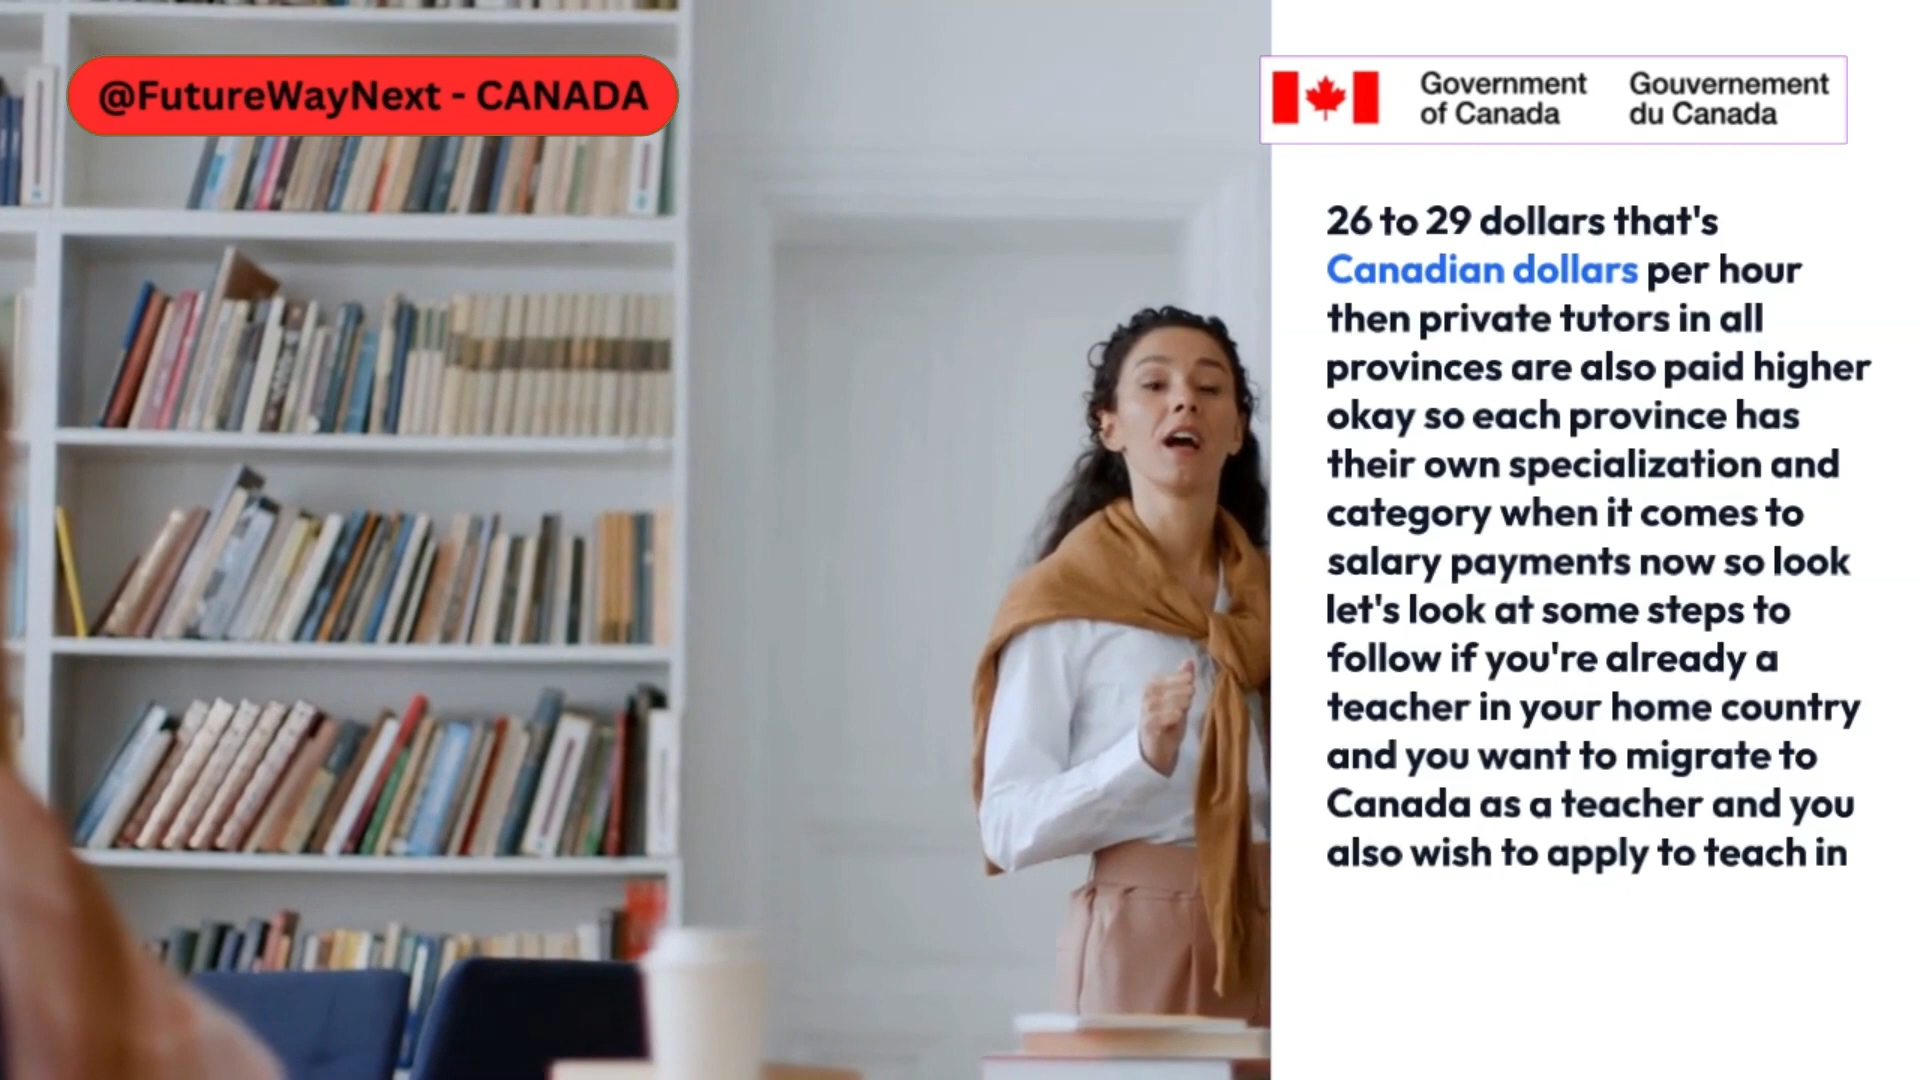 @FutureWayNext - CANADA
Government of Canada
Gouvernement du Canada
26 to 29 dollars that's
Canadian dollars per hour
then private tutors in all
provinces are also paid higher
okay so each province has
their own specialization and
category when it comes to
salary payments now so look
let's look at some steps to
follow if you're already a
teacher in your home country
and you want to migrate to
Canada as a teacher and you
also wish to apply to teach in